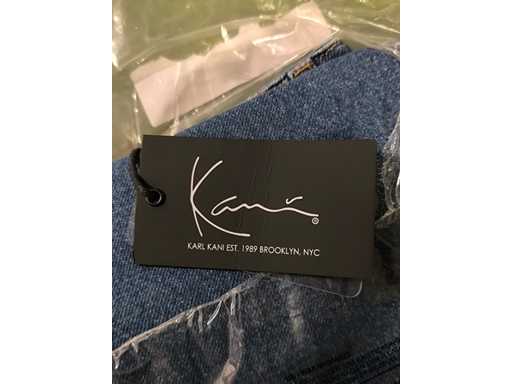 Kani®
KARL KANI EST. 1989 BROOKLYN, NYC